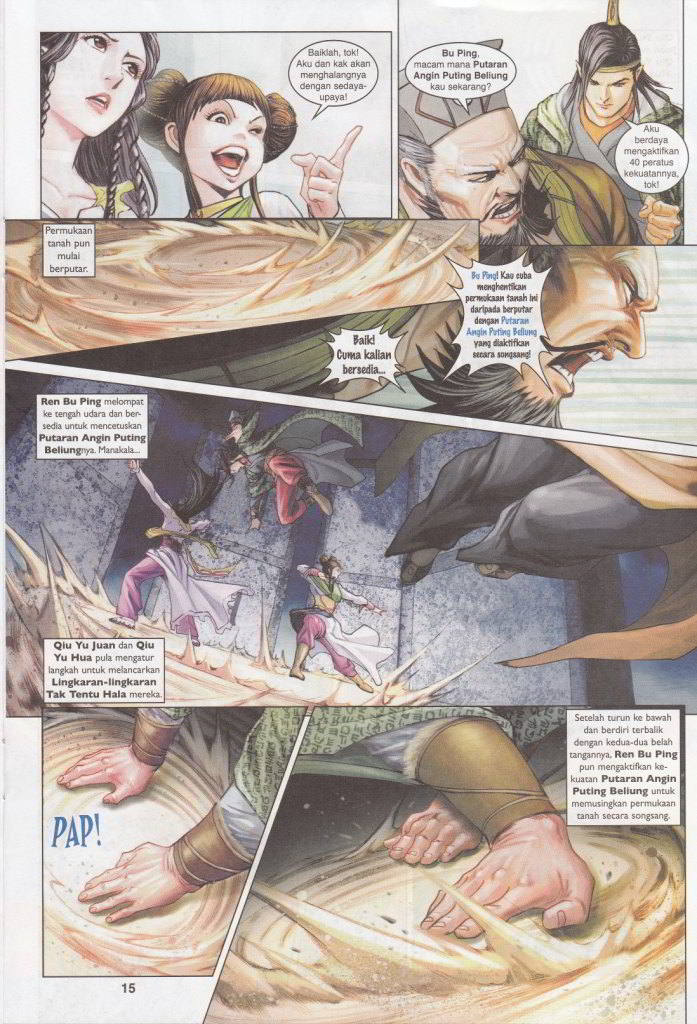 Baiklah, tok!
Aku dan kak akan
menghalangnya
dengan sedaya-
upaya!
Bu Ping,
macam mana Putaran
Angin Puting Beliung
kau sekarang?
Aku
berdaya
mengaktifkan
40 peratus
kekuatannya,
tok!
Permukaan
tanah pun
mulai
berputar.
Bu Ping! Kau cuba
menghentikan
permukaan tanah ini
daripada berputar
dengan Putaran
Angin Puting Beliung
yang diaktifkan
secara songsang!
Baik!
Cuma kalian
bersedia...
Ren Bu Ping melompat
ke tengah udara dan ber-
sedia untuk mencetuskan
Putaran Angin Puting
Beliungnya. Manakala...
Qiu Yu Juan dan Qiu
Yu Hua pula mengatur
langkah untuk melancarkan
Lingkaran-lingkaran
Tak Tentu Hala mereka.
PAP!
Setelah turun ke bawah
dan berdiri terbalik
dengan kedua-dua belah
tangannya, Ren Bu Ping
pun mengaktifkan ke-
kuatan Putaran Angin
Puting Beliung untuk
memusingkan permukaan
tanah secara songsang.
15